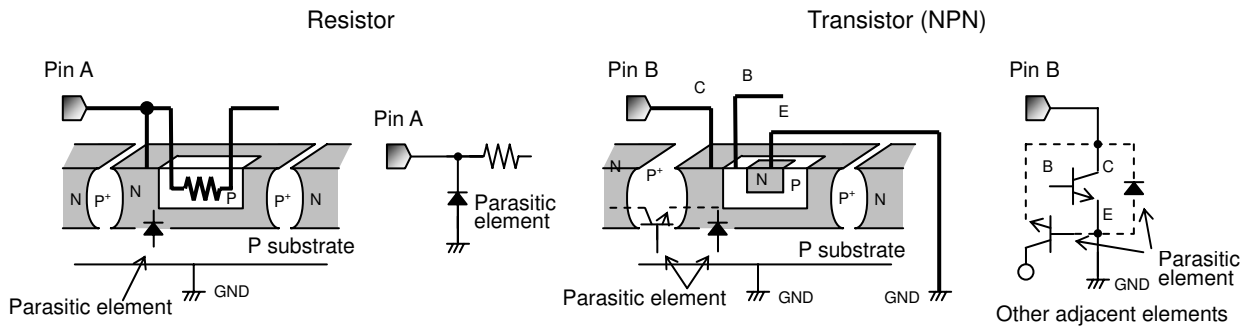 Resistor
Transistor (NPN)
Pin A
Pin A
N
P⁺
N
P
P⁺
N
Parasitic
element
P substrate
GND
Parasitic element
Pin B
C
B
E
N
P⁺
N
P
P⁺
N
P substrate
Parasitic element
GND
GND
Pin B
B
C
E
Parasitic
element
GND
Other adjacent elements